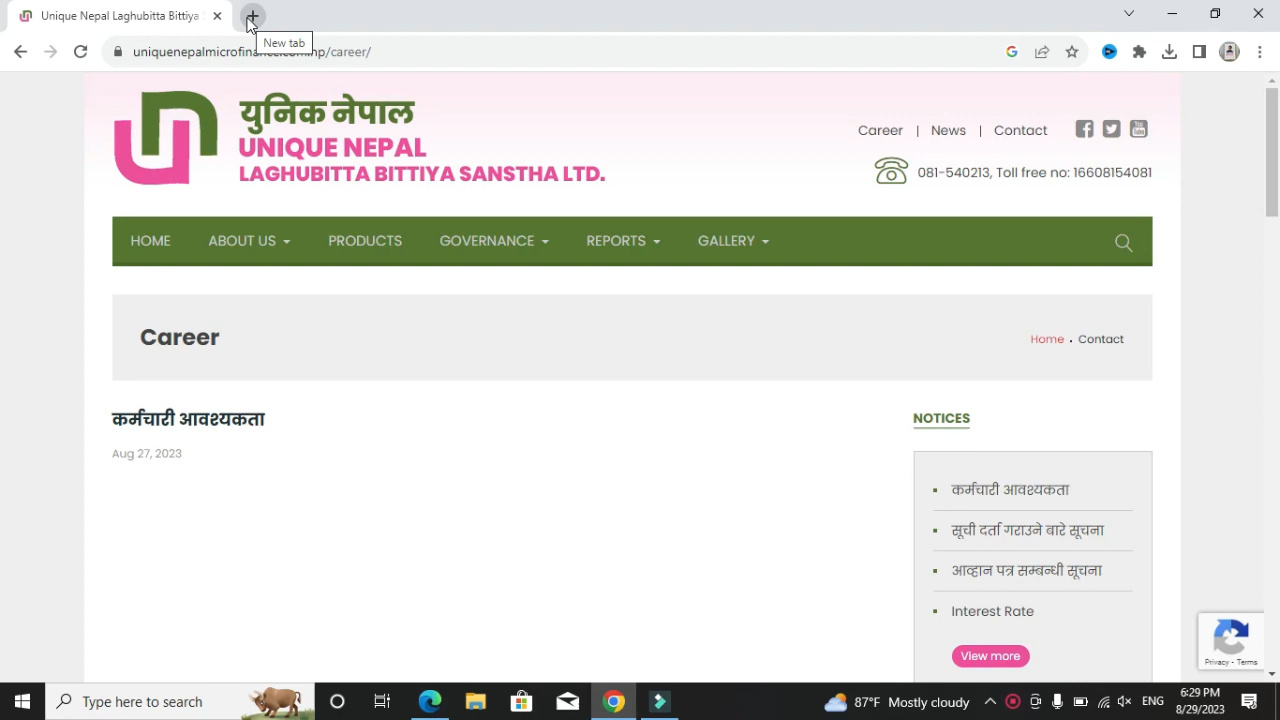 Unique Nepal Laghubitta Bittiya
New tab
uniquenepalmicrofinance.com.np/career/
युनिक नेपाल
UNIQUE NEPAL
LAGHUBITTA BITTIYA SANSTHA LTD.
Career | News | Contact
You Tube
081-540213, Toll free no: 16608154081
HOME ABOUT US PRODUCTS GOVERNANCE REPORTS GALLERY
Career
Home • Contact
कर्मचारी आवश्यकता
Aug 27, 2023
NOTICES
कर्मचारी आवश्यकता
सूची दर्ता गराउने बारे सूचना
आव्हान पत्र सम्बन्धी सूचना
Interest Rate
View more
Privacy - Terms
Type here to search
87°F Mostly cloudy
ENG
6:29 PM
8/29/2023